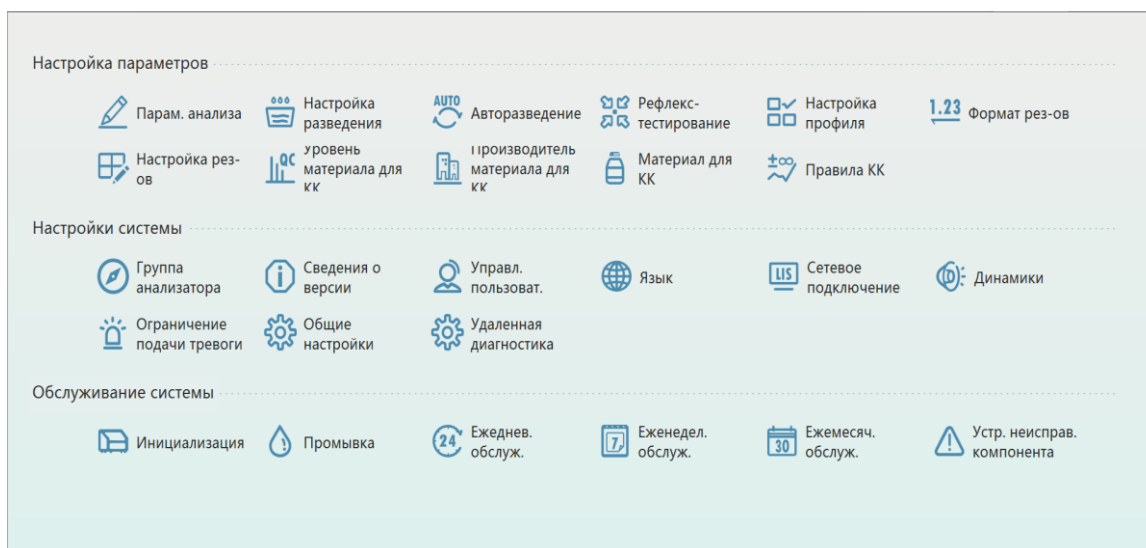 Настройка параметров
Парам. анализа
Настройка
разведения
AUTO
Авторазведение
Рефлекс-
тестирование
Настройка
профиля
1.23
Формат рез-ов
Настройка рез-
ов
QC
Уровень
материала для
КК
Производитель
материала для
КК
Материал для
КК
±∞
Правила КК
Настройки системы
Группа
анализатора
Сведения о
версии
Управл.
пользоват.
Язык
LIS
Сетевое
подключение
Динамики
Ограничение
подачи тревоги
Общие
настройки
Удаленная
диагностика
Обслуживание системы
Инициализация
Промывка
24
Ежеднев.
обслуж.
7
Еженедел.
обслуж.
30
Ежемесяч.
обслуж.
Устр. неисправ.
компонента